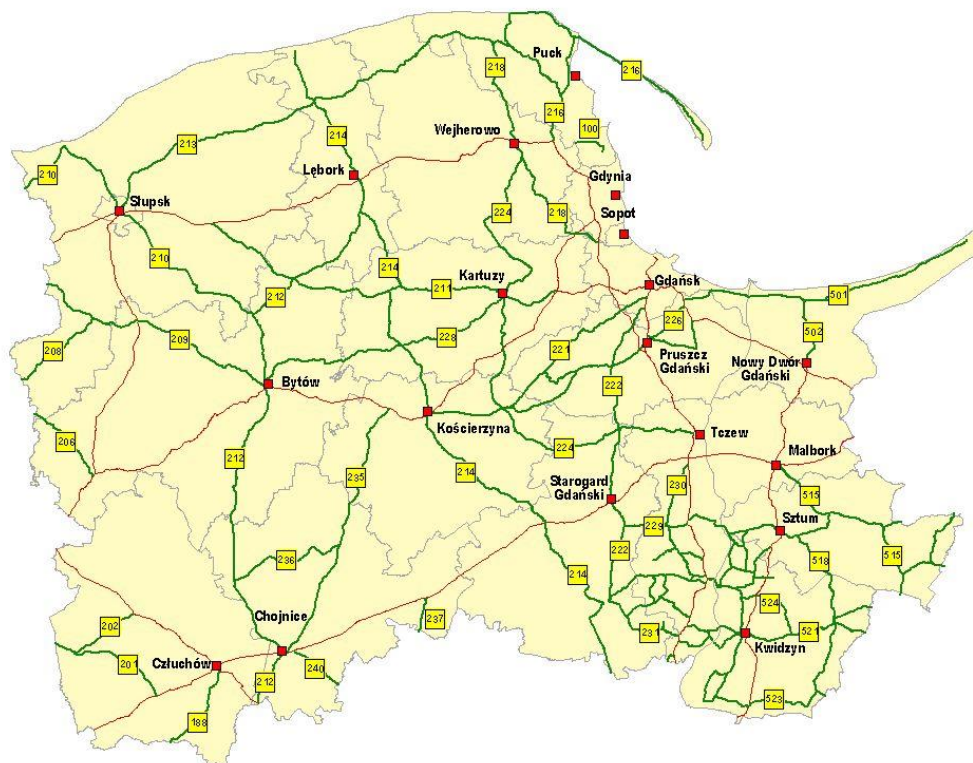 Puck
216
218
216
100
213
214
Wejherowo
210
Lębork
Gdynia
Słupsk
224
218
Sopot
210
214
Kartuzy
212
211
Gdańsk
501
226
209
228
221
502
208
Pruszcz
Gdański
Nowy Dwór
Gdański
Bytów
222
Kościerzyna
206
Tczew
224
212
214
Malbork
235
230
Starogard
Gdański
515
229
Sztum
222
515
236
518
214
524
237
202
Chojnice
231
521
Kwidzyn
201
Człuchów
212
240
523
188